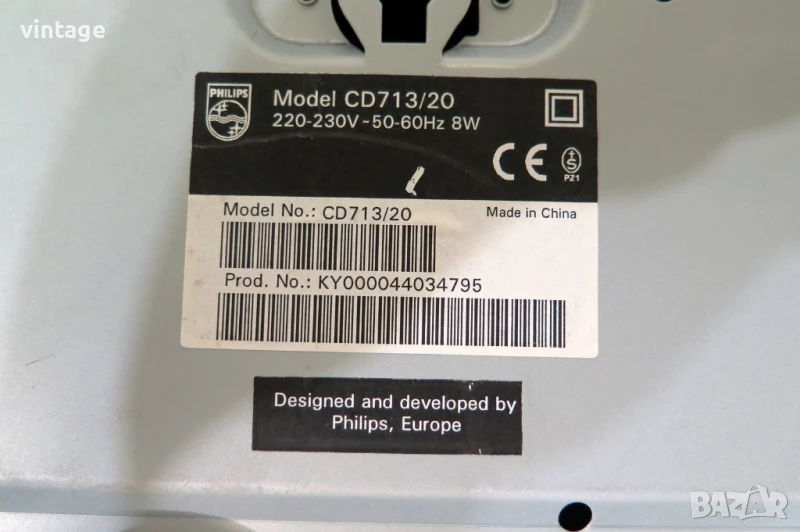 vintage
PHILIPS
Model CD713/20
220-230V~50-60Hz 8W
CE
S
PZ1
Model No.: CD713/20
Made in China
Prod. No.: KY000044034795
Designed and developed by
Philips, Europe
BAZAR